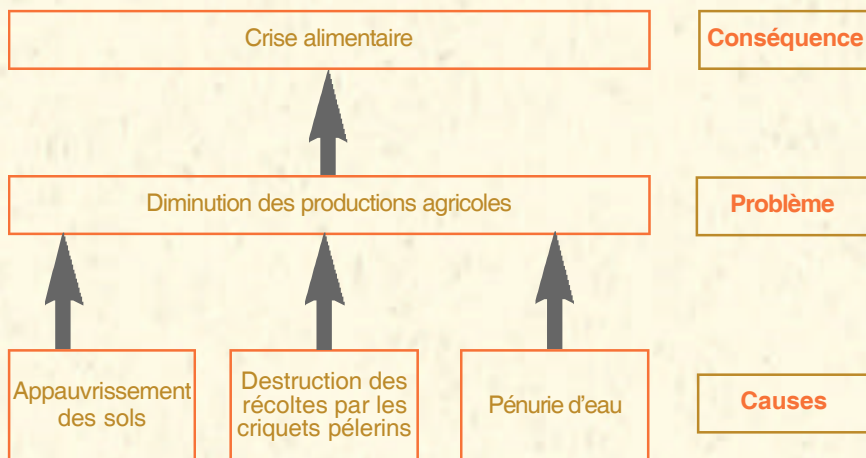 Crise alimentaire
Conséquence
Diminution des productions agricoles
Problème
Appauvrissement
des sols
Destruction des
récoltes par les
criquets pélerins
Pénurie d'eau
Causes